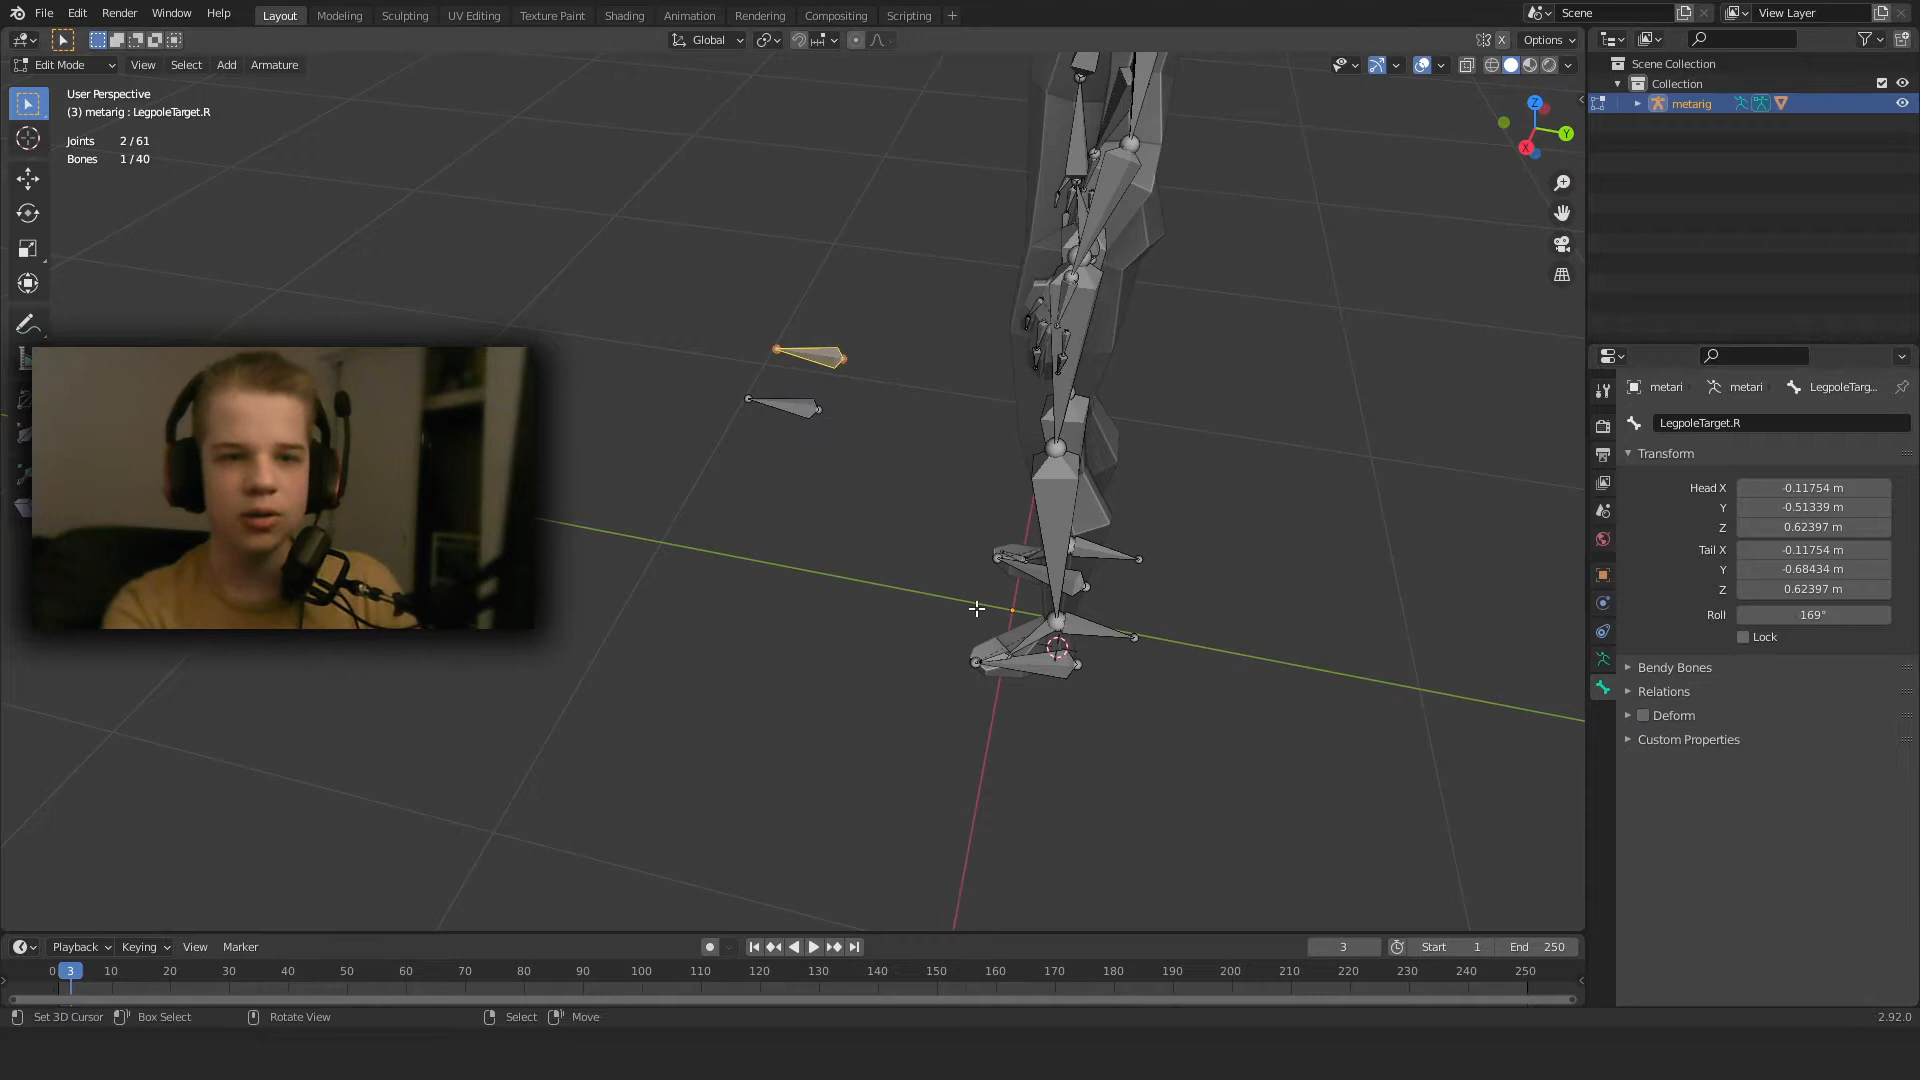 File Edit Render Window Help Layout Modeling Sculpting UV Editing Texture Paint Shading Animation Rendering Compositing Scripting + Scene View Layer
Global Options X
Edit Mode View Select Add Armature
User Perspective
(3) metarig : LegpoleTarget.R
Joints 2 / 61
Bones 1 / 40
Z
Y
X
Scene Collection
Collection
metarig
metari metari LegpoleTarg...
LegpoleTarget.R
Transform
Head X -0.11754 m
Y -0.51339 m
Z 0.62397 m
Tail X -0.11754 m
Y -0.68434 m
Z 0.62397 m
Roll 169°
Lock
Bendy Bones
Relations
Deform
Custom Properties
Playback Keying View Marker 3 Start 1 End 250
0 3 10 20 30 40 50 60 70 80 90 100 110 120 130 140 150 160 170 180 190 200 210 220 230 240 250
Set 3D Cursor Box Select Rotate View Select Move 2.92.0